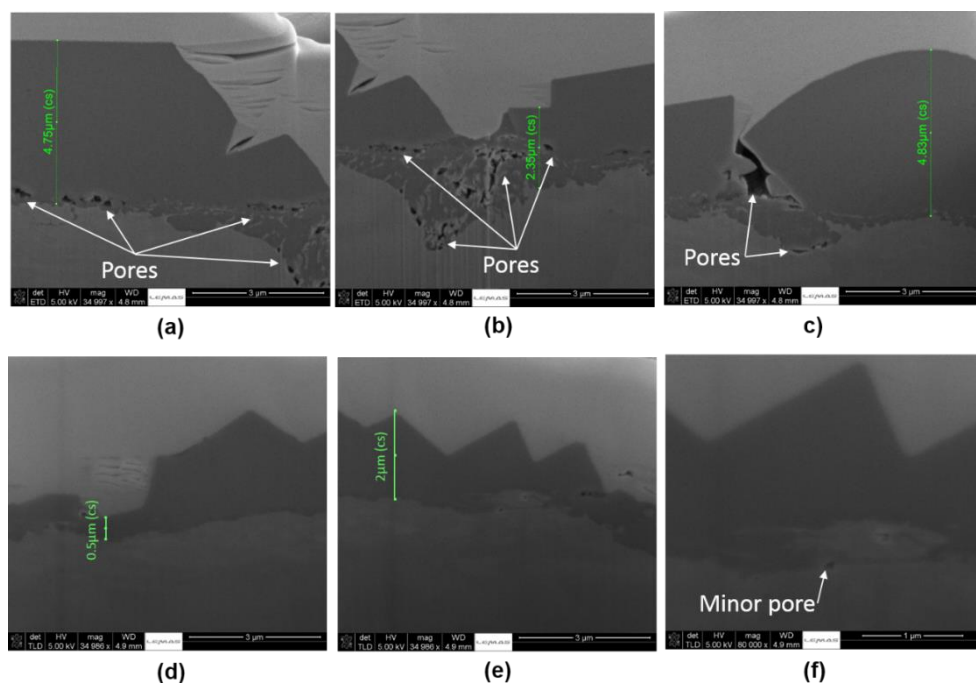 4.75µm (cs)
Pores
det HV mag WD
ETD 5.00 kV 34 997 x 4.8 mm
3 µm
(a)
2.35µm (cs)
Pores
det HV mag WD
ETD 5.00 kV 34 997 x 4.8 mm
3 µm
(b)
4.83µm (cs)
Pores
det HV mag WD
ETD 5.00 kV 34 997 x 4.8 mm
3 µm
c)
0.5µm (cs)
det HV mag WD
TLD 5.00 kV 34 986 x 4.9 mm
3 µm
(d)
2µm (cs)
det HV mag WD
TLD 5.00 kV 34 986 x 4.9 mm
3 µm
(e)
Minor pore
det HV mag WD
TLD 5.00 kV 80 000 x 4.9 mm
1 µm
(f)